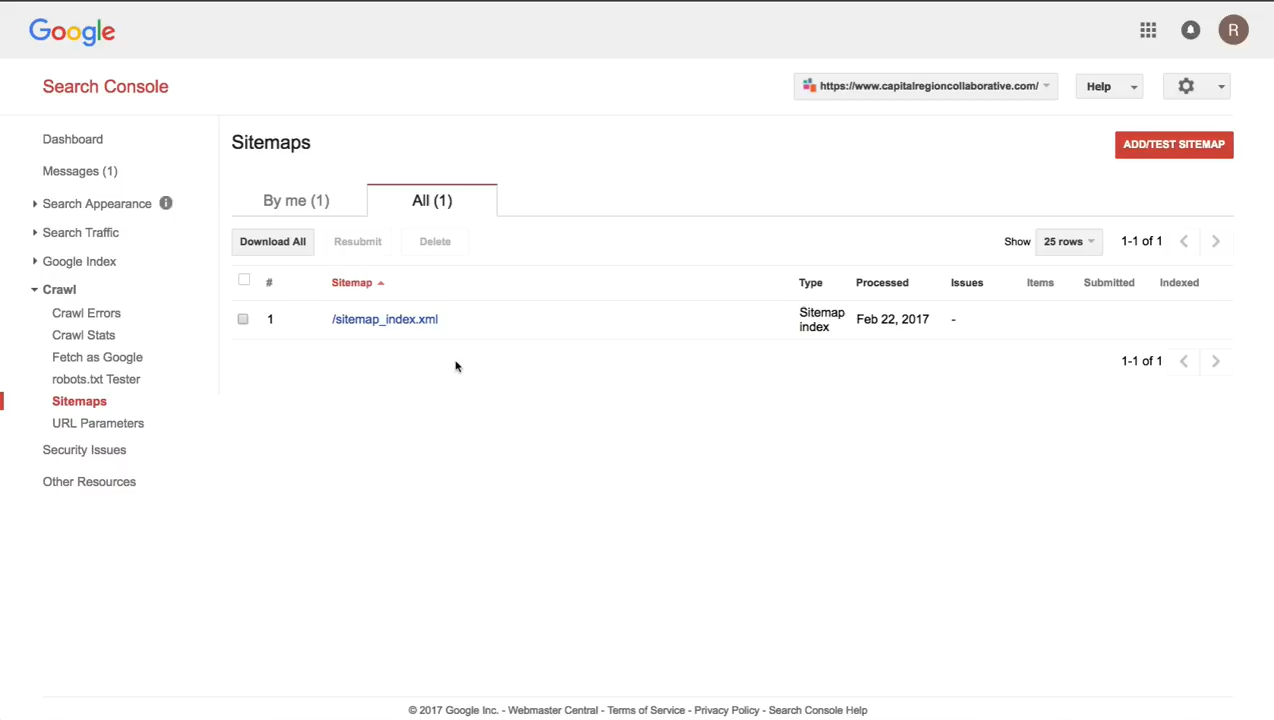 Google
R
Search Console
https://www.capitalregioncollaborative.com/
Help
Dashboard
Messages (1)
Search Appearance
Search Traffic
Google Index
Crawl
Crawl Errors
Crawl Stats
Fetch as Google
robots.txt Tester
Sitemaps
URL Parameters
Security Issues
Other Resources
Sitemaps
ADD/TEST SITEMAP
By me (1) All (1)
Download All Resubmit Delete Show 25 rows 1-1 of 1
# Sitemap Type Processed Issues Items Submitted Indexed
1 /sitemap_index.xml Sitemap index Feb 22, 2017 -
1-1 of 1
© 2017 Google Inc. - Webmaster Central - Terms of Service - Privacy Policy - Search Console Help